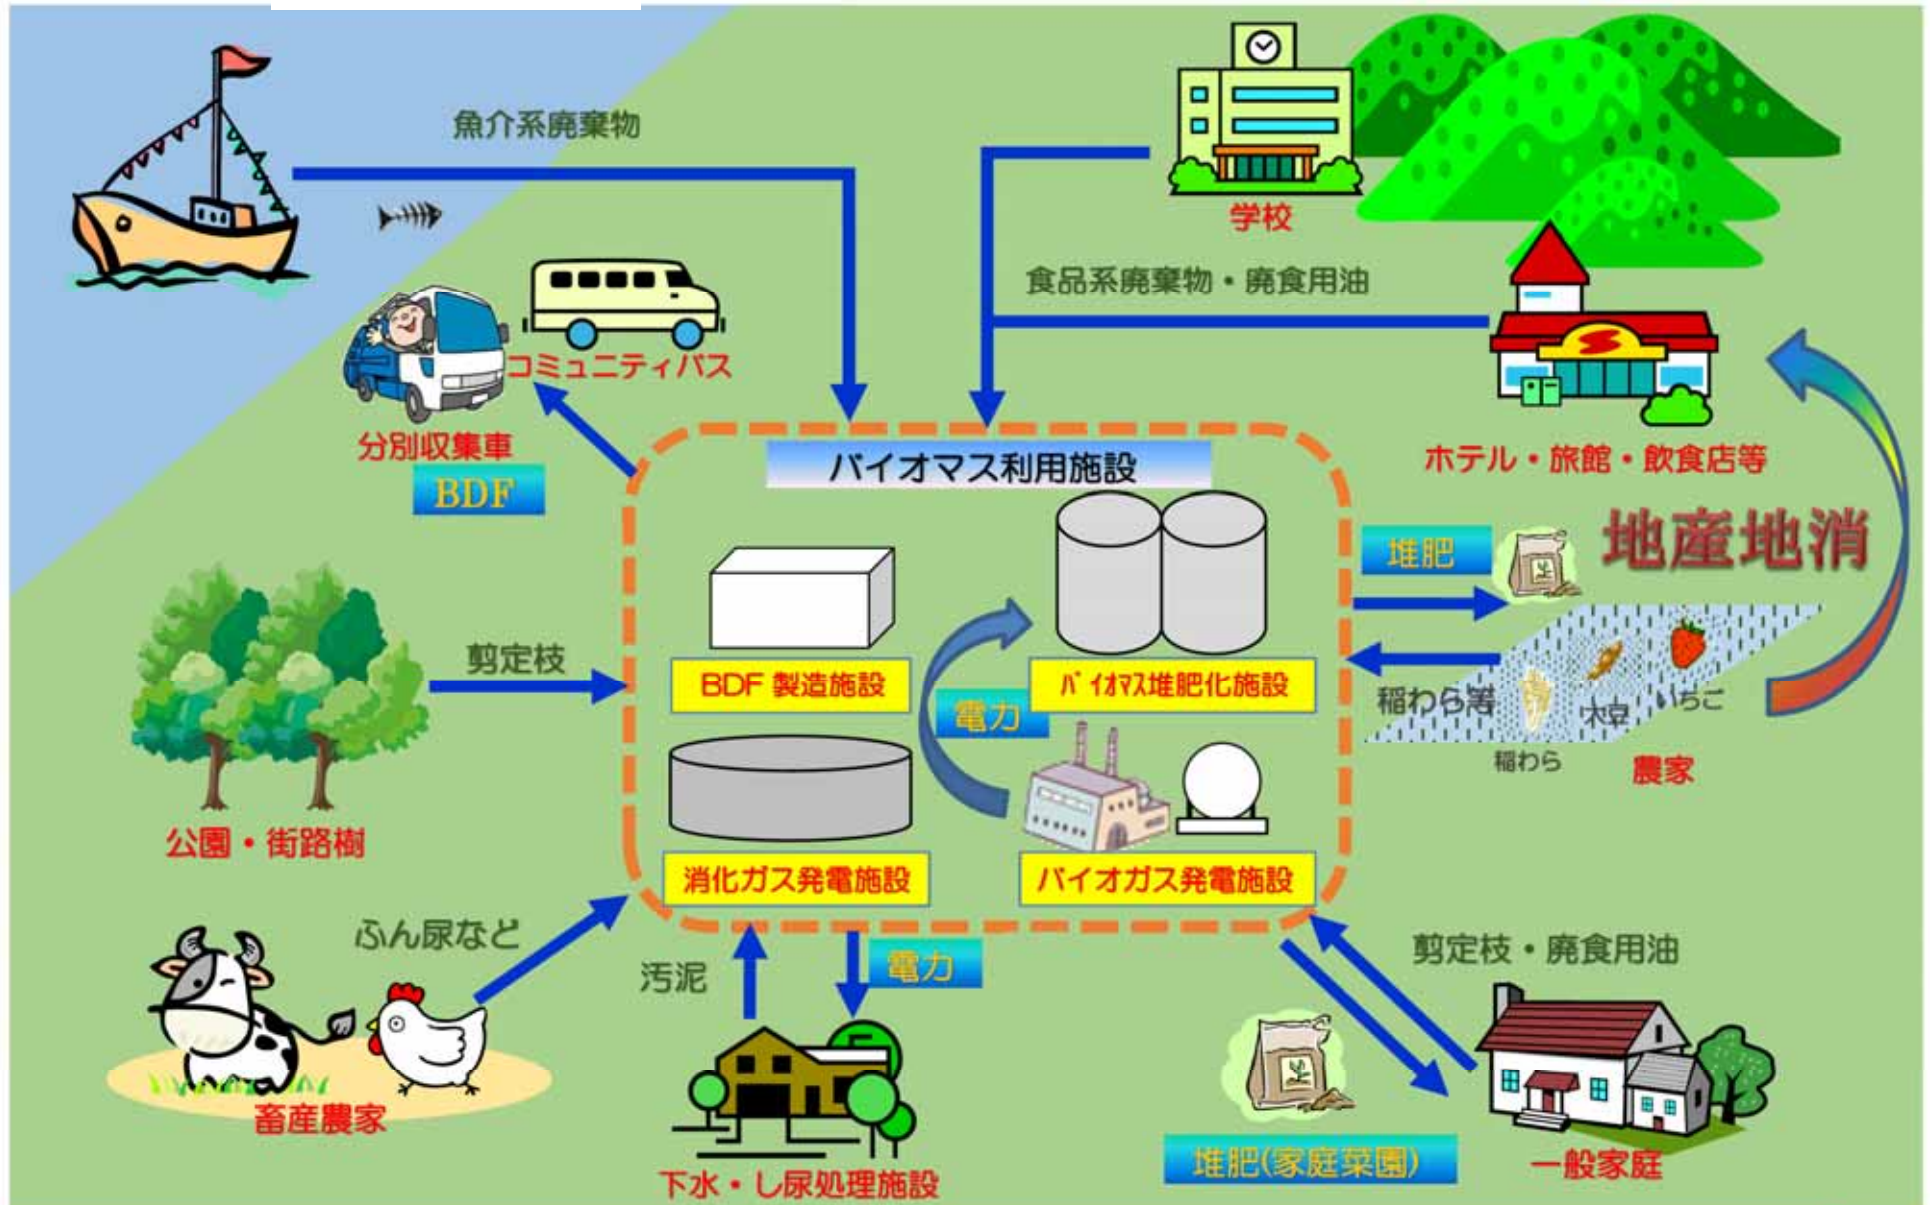 魚介系廃棄物
学校
食品系廃棄物・廃食用油
コミュニティバス
分別収集車
BDF
ホテル・旅館・飲食店等
バイオマス利用施設
堆肥
地産地消
剪定枝
BDF 製造施設
バイオマス堆肥化施設
電力
稲わら等
大豆
いちご
稲わら
農家
公園・街路樹
消化ガス発電施設
バイオガス発電施設
ふん尿など
汚泥
電力
剪定枝・廃食用油
畜産農家
下水・し尿処理施設
堆肥(家庭菜園)
一般家庭